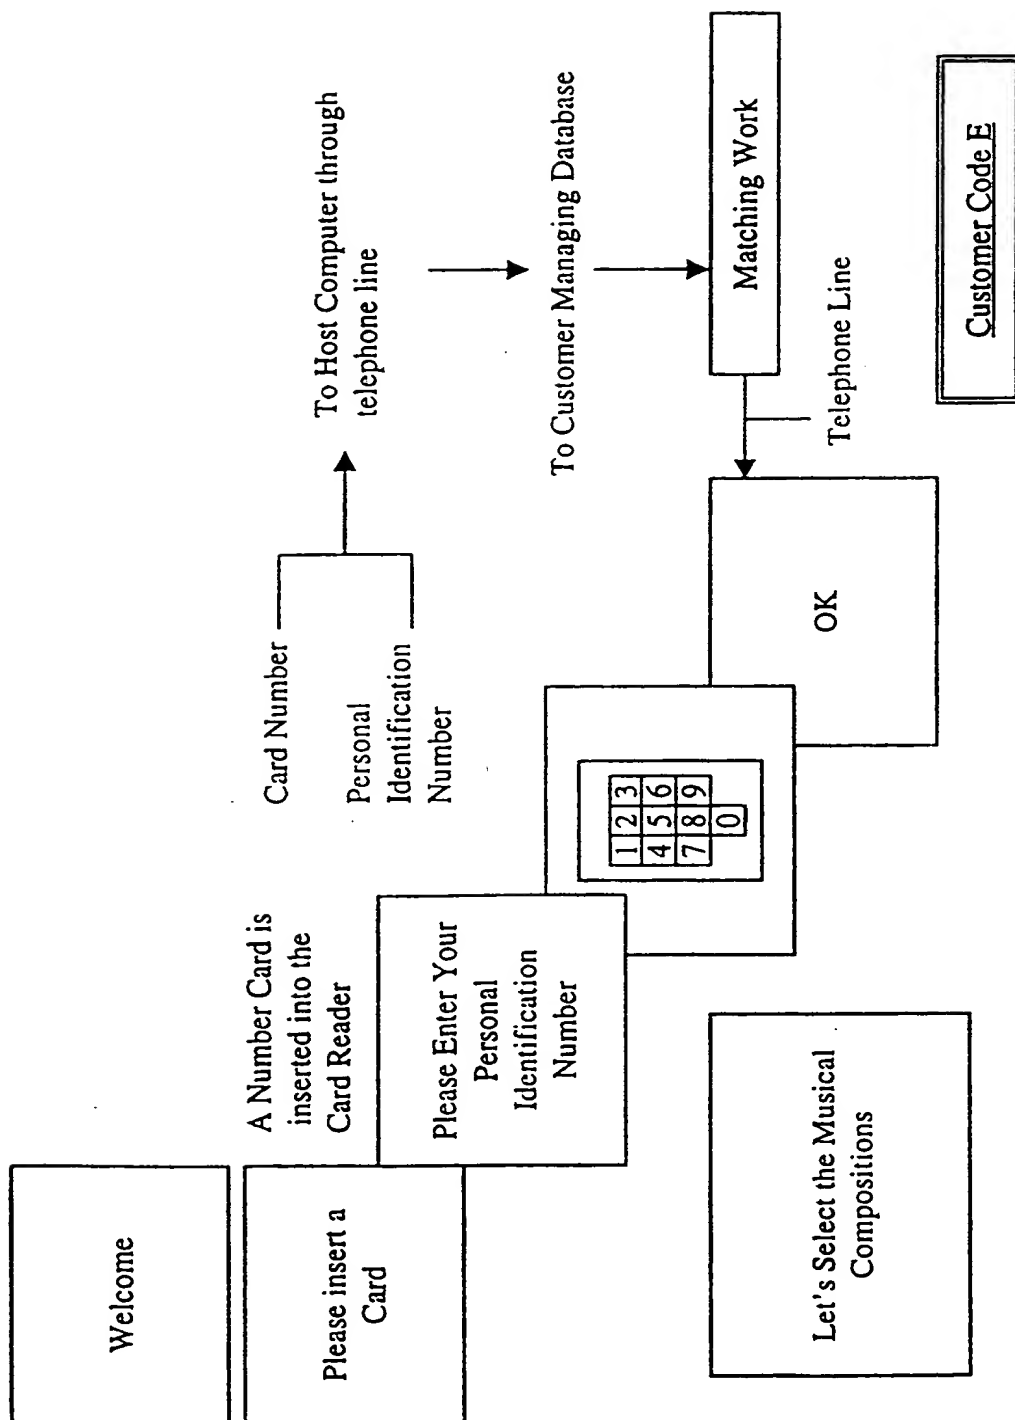 Welcome
Please insert a
Card
A Number Card is
inserted into the
Card Reader
Please Enter Your
Personal
Identification
Number
1 2 3
4 5 6
7 8 9
0
Card Number
Personal
Identification
Number
To Host Computer through
telephone line
To Customer Managing Database
Matching Work
Telephone Line
OK
Let's Select the Musical
Compositions
Customer Code E